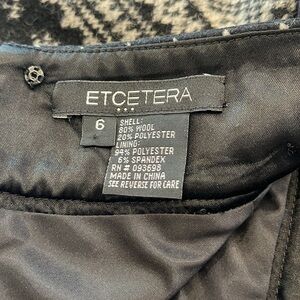 ETCETERA
6
SHELL:
80% WOOL
20% POLYESTER
LINING:
94% POLYESTER
6% SPANDEX
RN # 093698
MADE IN CHINA
SEE REVERSE FOR CARE